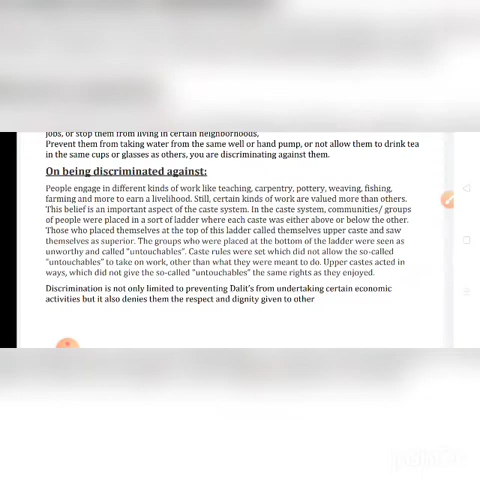 jobs, or stop them from living in certain neighborhoods,
Prevent them from taking water from the same well or hand pump, or not allow them to drink tea
in the same cups or glasses as others, you are discriminating against them.
On being discriminated against:
People engage in different kinds of work like teaching, carpentry, pottery, weaving, fishing,
farming and more to earn a livelihood. Still, certain kinds of work are valued more than others.
This belief is an important aspect of the caste system. In the caste system, communities/ groups
of people were placed in a sort of ladder where each caste was either above or below the other.
Those who placed themselves at the top of this ladder called themselves upper caste and saw
themselves as superior. The groups who were placed at the bottom of the ladder were seen as
unworthy and called "untouchables". Caste rules were set which did not allow the so-called
"untouchables" to take on work, other than what they were meant to do. Upper castes acted in
ways, which did not give the so-called "untouchables" the same rights as they enjoyed.
Discrimination is not only limited to preventing Dalit's from undertaking certain economic
activities but it also denies them the respect and dignity given to other